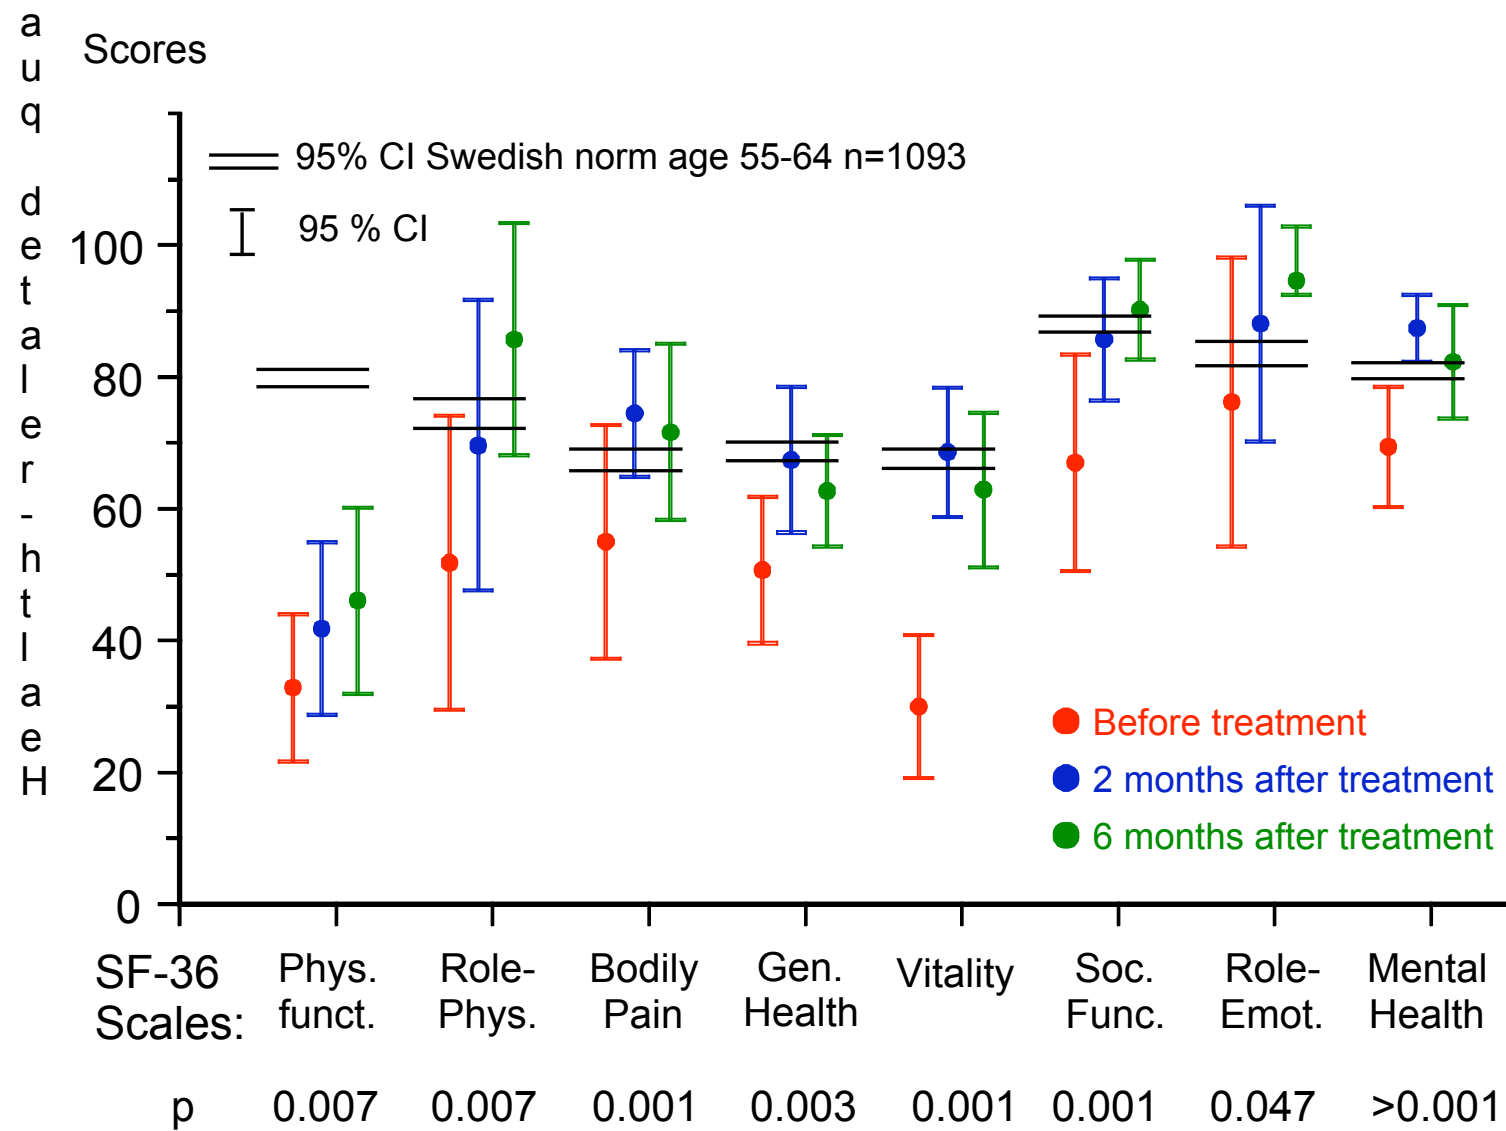 Health-related qua
Scores
95% CI Swedish norm age 55-64 n=1093
95 % CI
100
80
60
40
20
0
Before treatment
2 months after treatment
6 months after treatment
SF-36 Scales:
Phys. funct.
Role-Phys.
Bodily Pain
Gen. Health
Vitality
Soc. Func.
Role-Emot.
Mental Health
p 0.007 0.007 0.001 0.003 0.001 0.001 0.047 >0.001